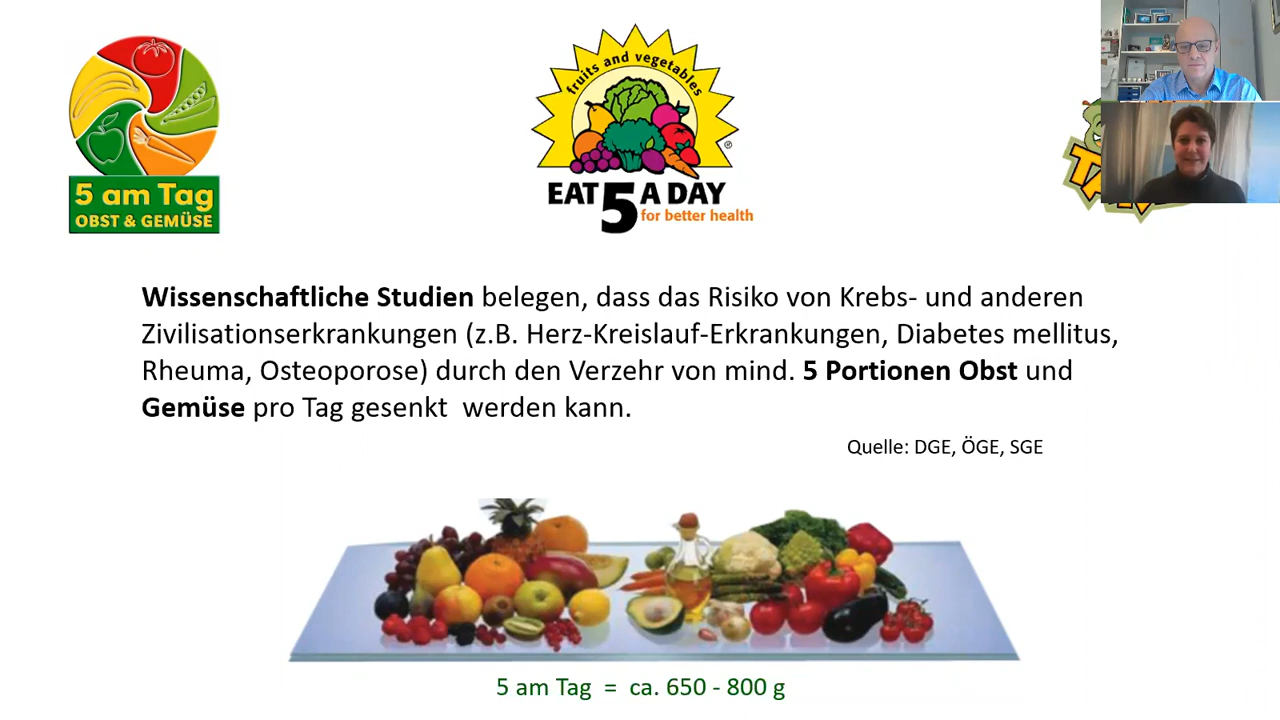 5 am Tag
OBST & GEMÜSE
fruits and vegetables
®
EAT 5 A DAY
for better health
Wissenschaftliche Studien belegen, dass das Risiko von Krebs- und anderen
Zivilisationserkrankungen (z.B. Herz-Kreislauf-Erkrankungen, Diabetes mellitus,
Rheuma, Osteoporose) durch den Verzehr von mind. 5 Portionen Obst und
Gemüse pro Tag gesenkt  werden kann.
Quelle: DGE, ÖGE, SGE
5 am Tag  =  ca. 650 - 800 g